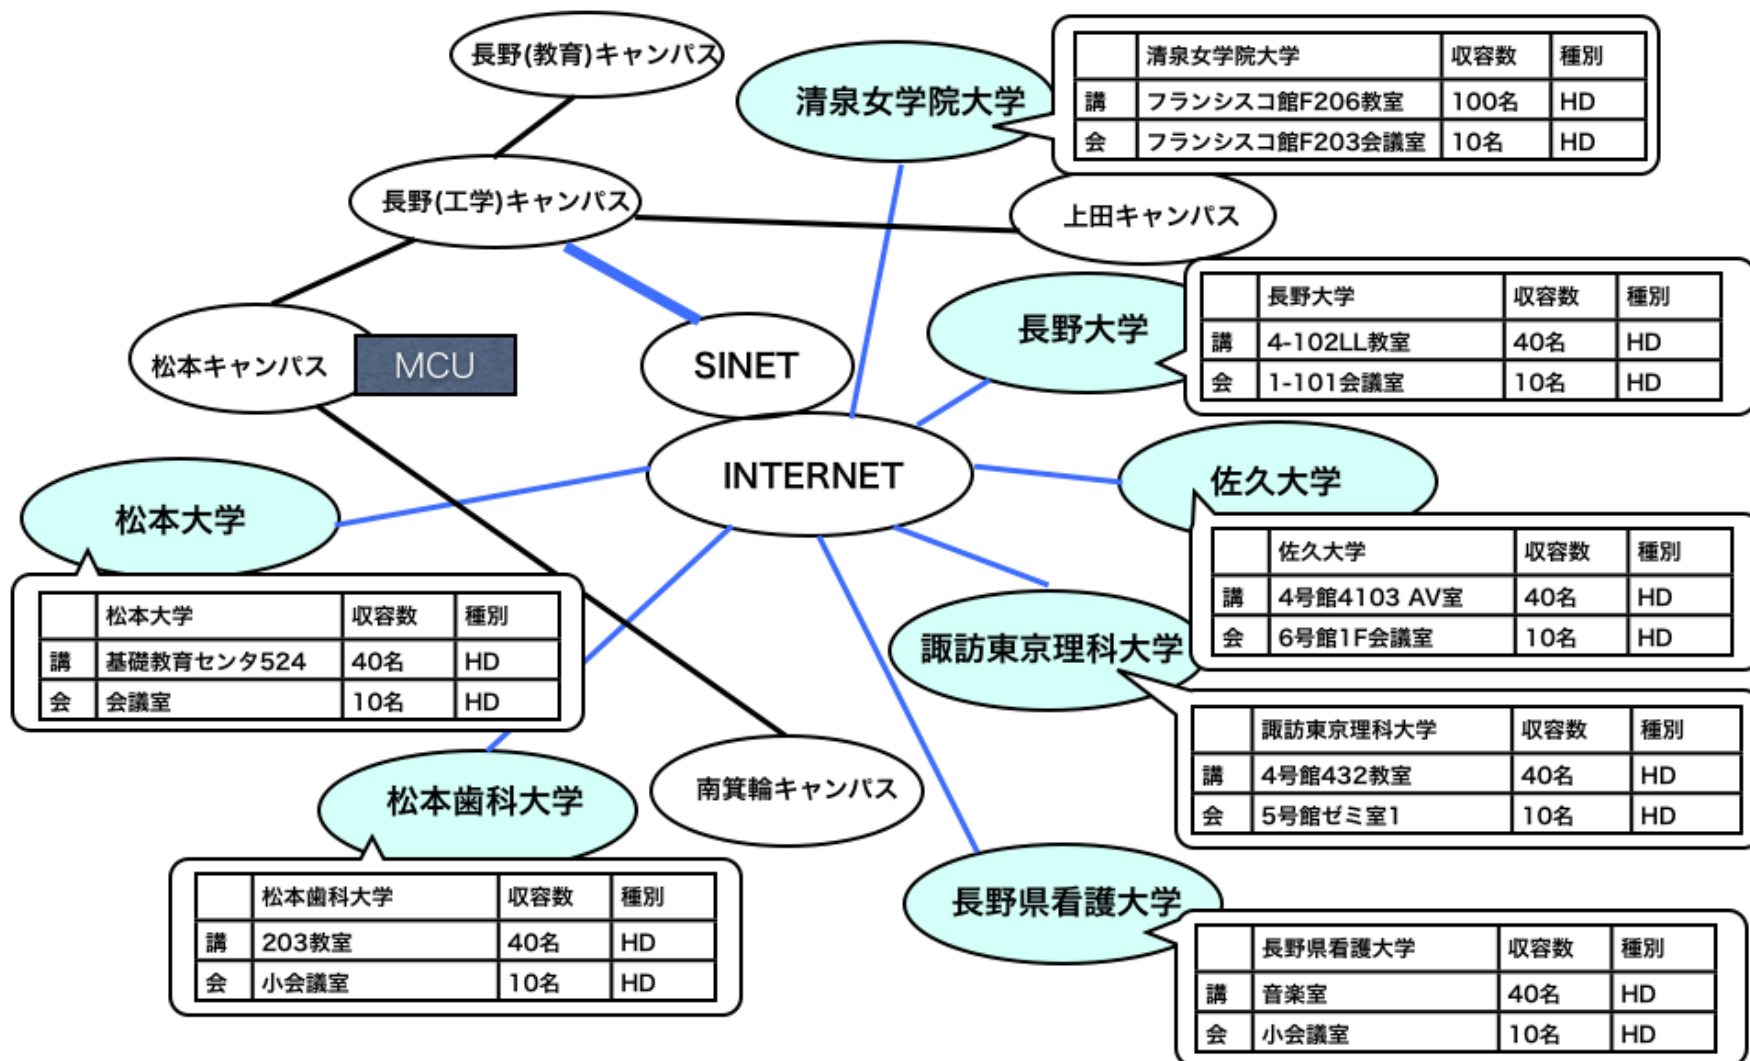 長野(教育)キャンパス
清泉女学院大学
清泉女学院大学 収容数 種別
講 フランシスコ館F206教室 100名 HD
会 フランシスコ館F203会議室 10名 HD
長野(工学)キャンパス
上田キャンパス
長野大学
長野大学 収容数 種別
講 4-102LL教室 40名 HD
会 1-101会議室 10名 HD
松本キャンパス
MCU
SINET
INTERNET
佐久大学
佐久大学 収容数 種別
講 4号館4103 AV室 40名 HD
会 6号館1F会議室 10名 HD
松本大学
松本大学 収容数 種別
講 基礎教育センタ524 40名 HD
会 会議室 10名 HD
諏訪東京理科大学
諏訪東京理科大学 収容数 種別
講 4号館432教室 40名 HD
会 5号館ゼミ室1 10名 HD
松本歯科大学
南箕輪キャンパス
松本歯科大学 収容数 種別
講 203教室 40名 HD
会 小会議室 10名 HD
長野県看護大学
長野県看護大学 収容数 種別
講 音楽室 40名 HD
会 小会議室 10名 HD